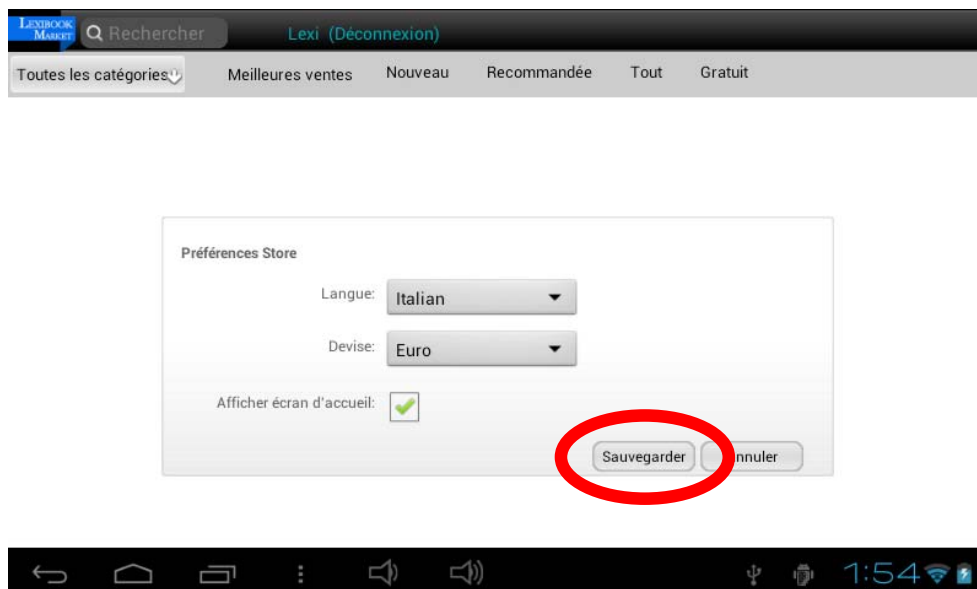 LEXIBOOK
MARKET
Rechercher
Lexi (Déconnexion)
Toutes les catégories
Meilleures ventes
Nouveau
Recommandée
Tout
Gratuit
Préférences Store
Langue:
Italian
Devise:
Euro
Afficher écran d'accueil:
Sauvegarder
nnuler
1:54